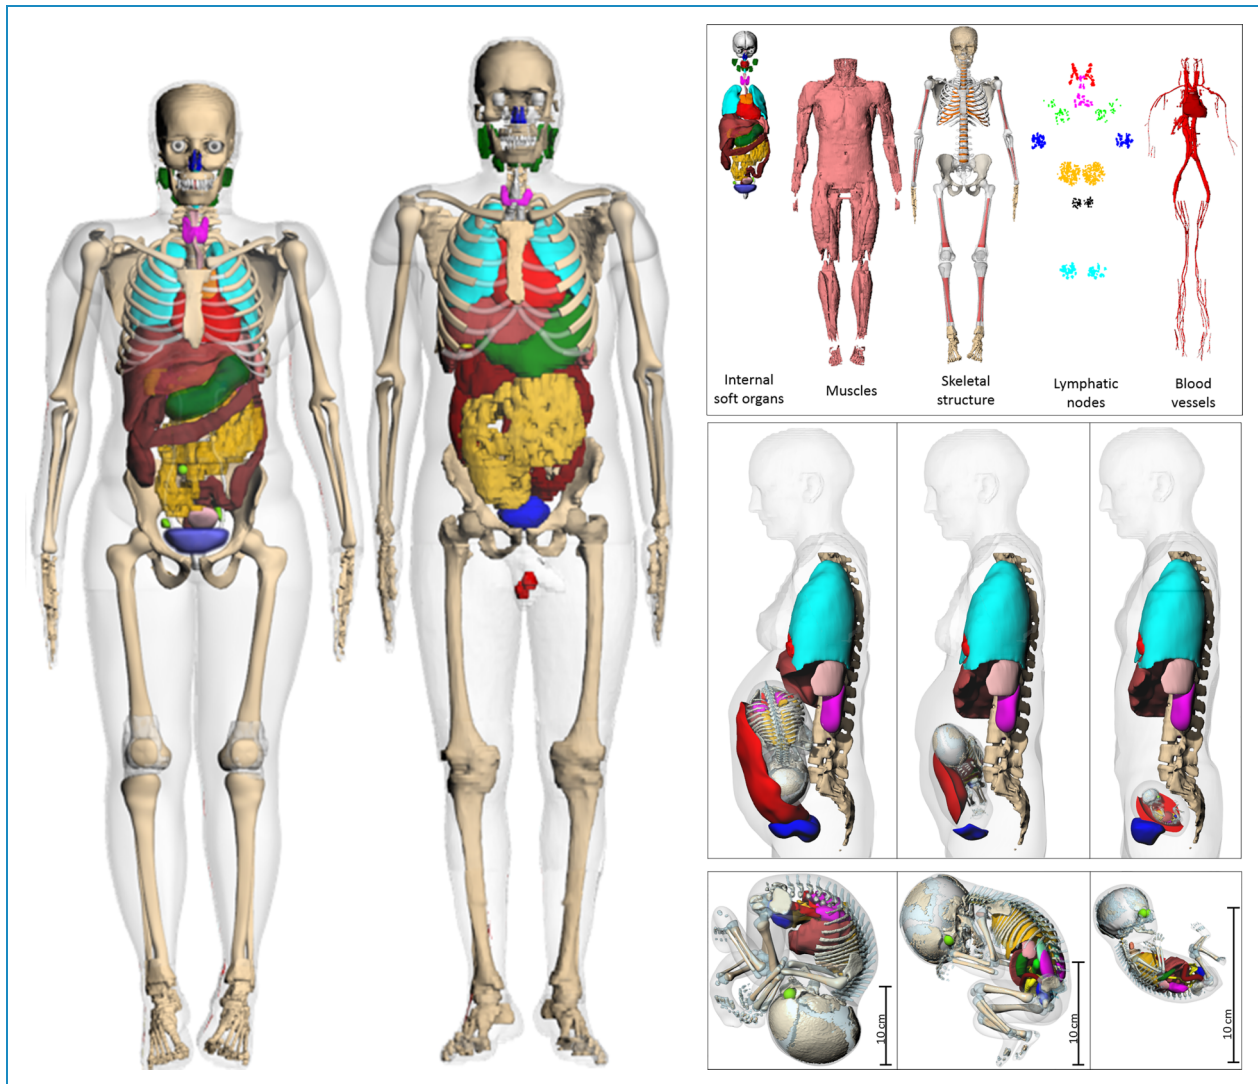 Internal
soft organs
Muscles
Skeletal
structure
Lymphatic
nodes
Blood
vessels
10 cm
10 cm
10 cm